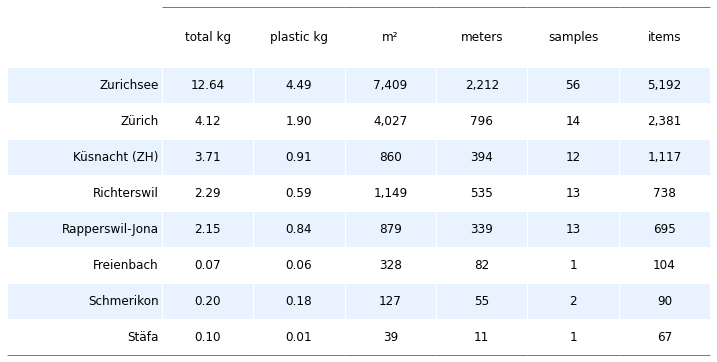 total kg plastic kg m² meters samples items
Zurichsee 12.64 4.49 7,409 2,212 56 5,192
Zürich 4.12 1.90 4,027 796 14 2,381
Küsnacht (ZH) 3.71 0.91 860 394 12 1,117
Richterswil 2.29 0.59 1,149 535 13 738
Rapperswil-Jona 2.15 0.84 879 339 13 695
Freienbach 0.07 0.06 328 82 1 104
Schmerikon 0.20 0.18 127 55 2 90
Stäfa 0.10 0.01 39 11 1 67